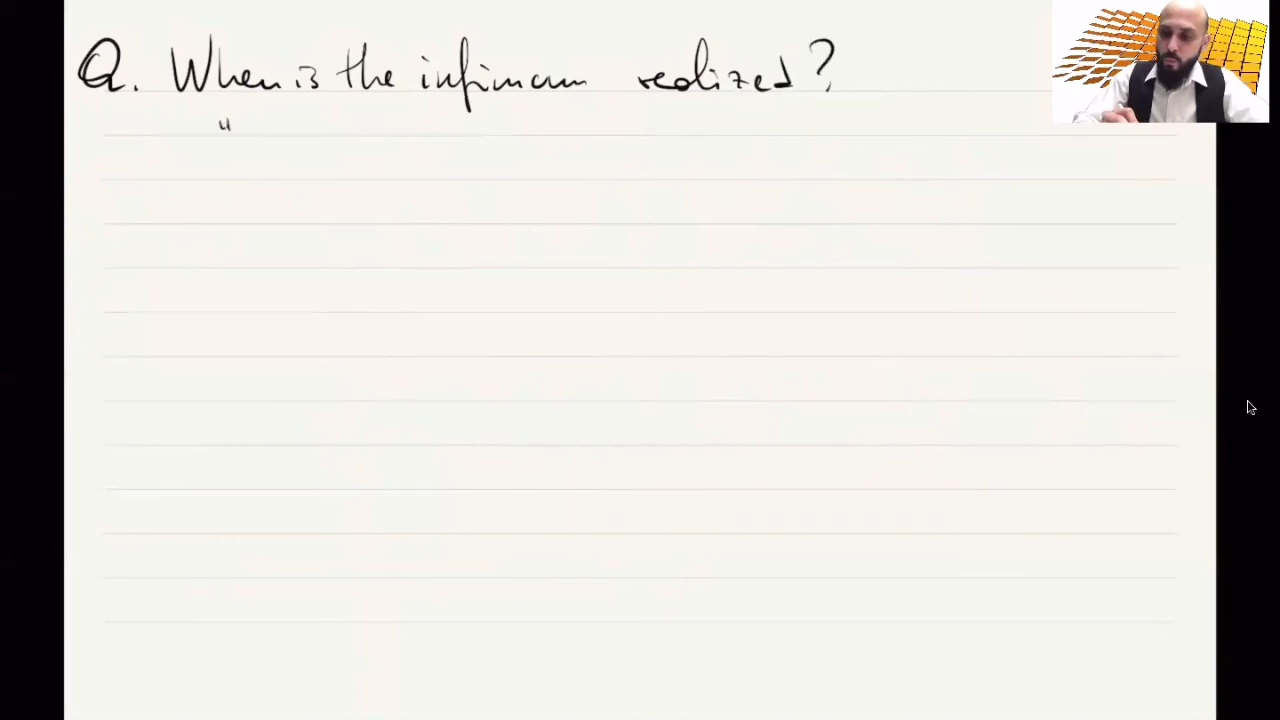 Q. When is the infimum realized?
"